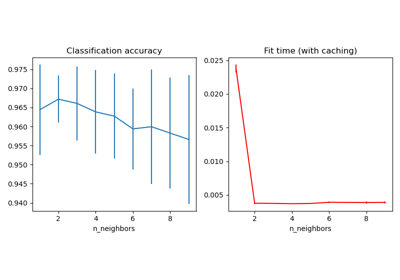 Classification accuracy
0.975
0.970
0.965
0.960
0.955
0.950
0.945
0.940
2 4 6 8
n_neighbors
Fit time (with caching)
0.025
0.020
0.015
0.010
0.005
2 4 6 8
n_neighbors